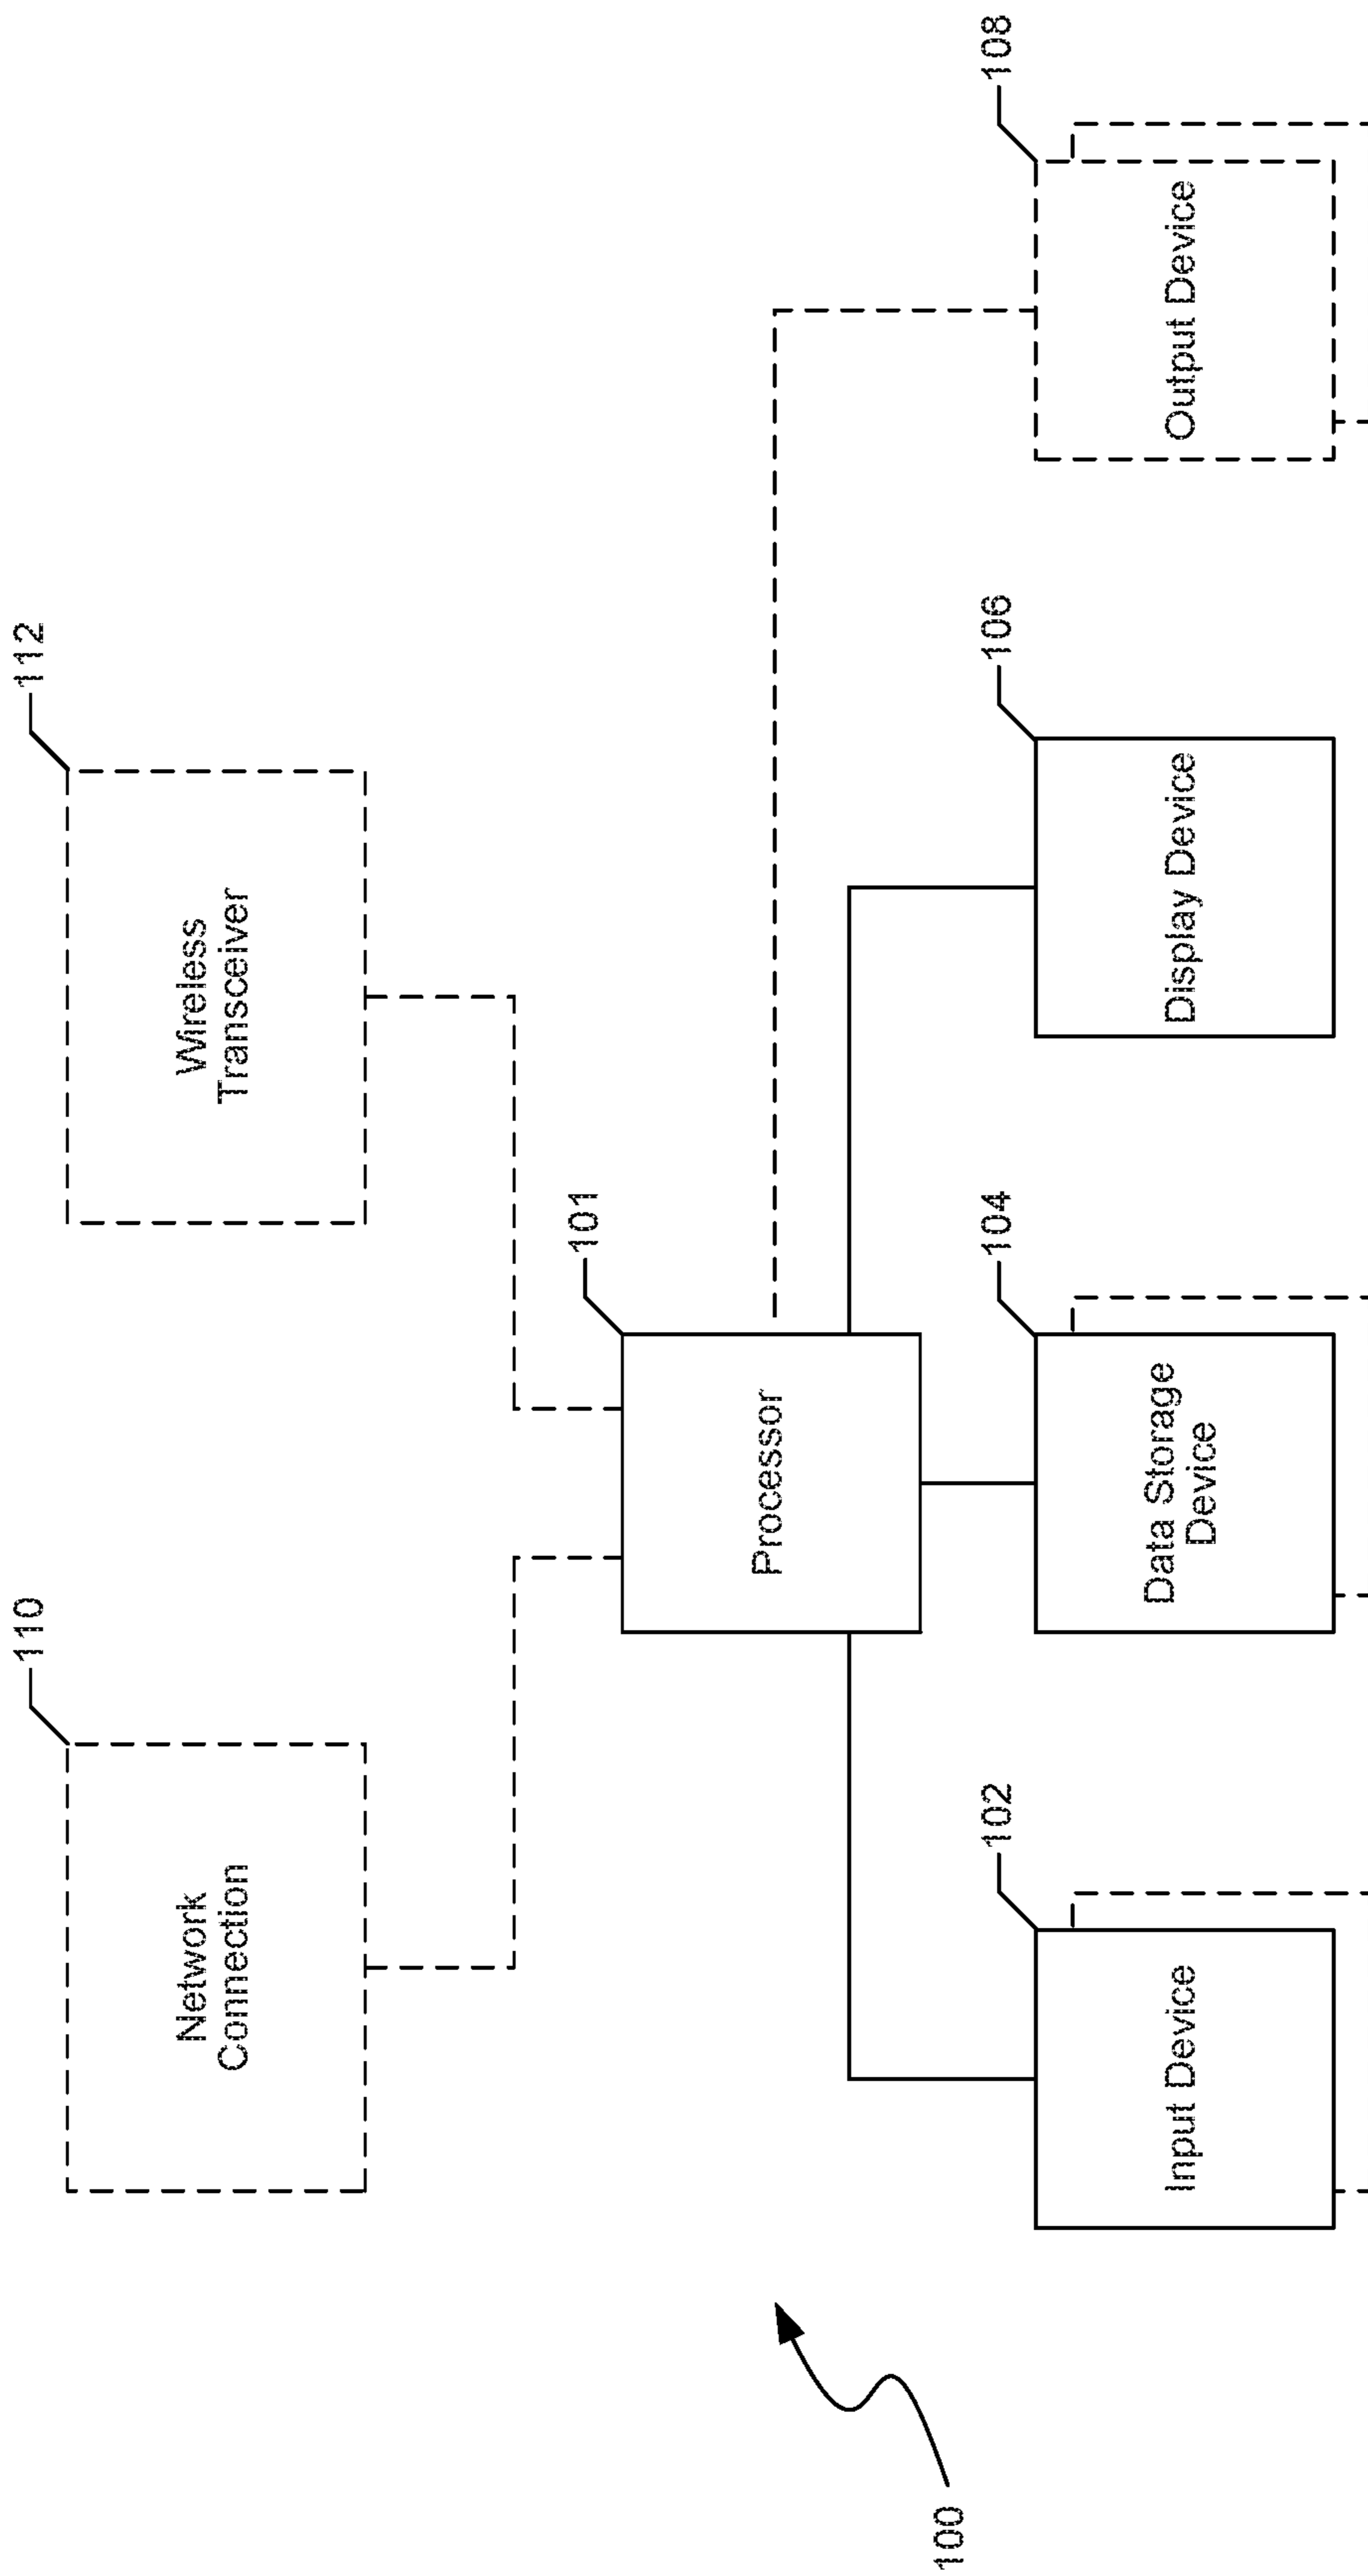 110
112
Network
Connection
Wireless
Transceiver
101
Processor
102
104
106
108
Input Device
Data Storage
Device
Display Device
Output Device
100